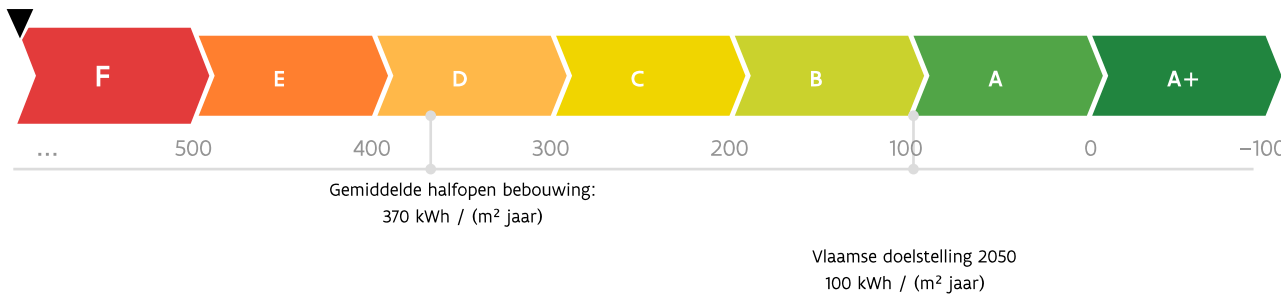 F E D C B A A+
... 500 400 300 200 100 0 −100
Gemiddelde halfopen bebouwing:
370 kWh / (m² jaar)
Vlaamse doelstelling 2050
100 kWh / (m² jaar)